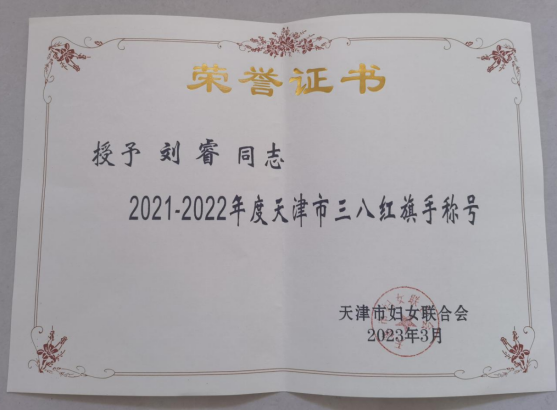 荣誉证书
授予 刘睿 同志
2021-2022年度天津市三八红旗手称号
天津市妇女联合会
2023年3月